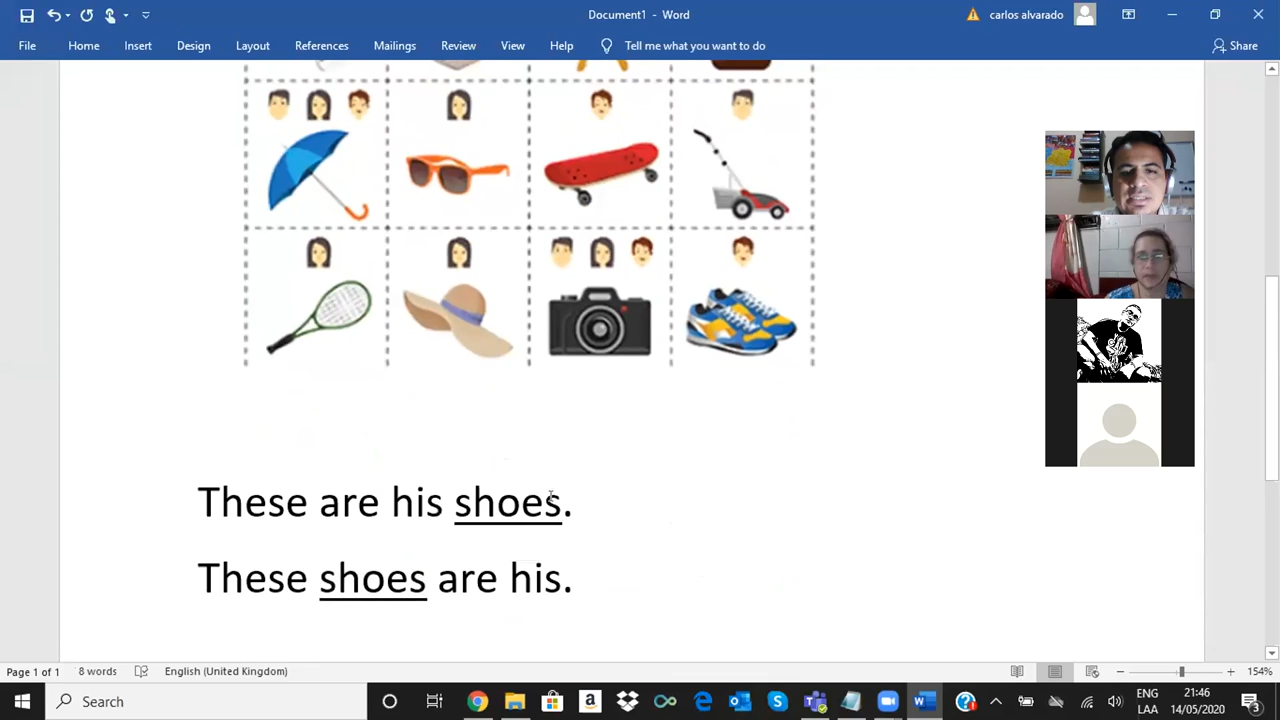 Document1 - Word
carlos alvarado
File Home Insert Design Layout References Mailings Review View Help Tell me what you want to do Share
These are his shoes.
These shoes are his.
Page 1 of 1 8 words English (United Kingdom) 154%
Search ENG 21:46
LAA 14/05/2020 3